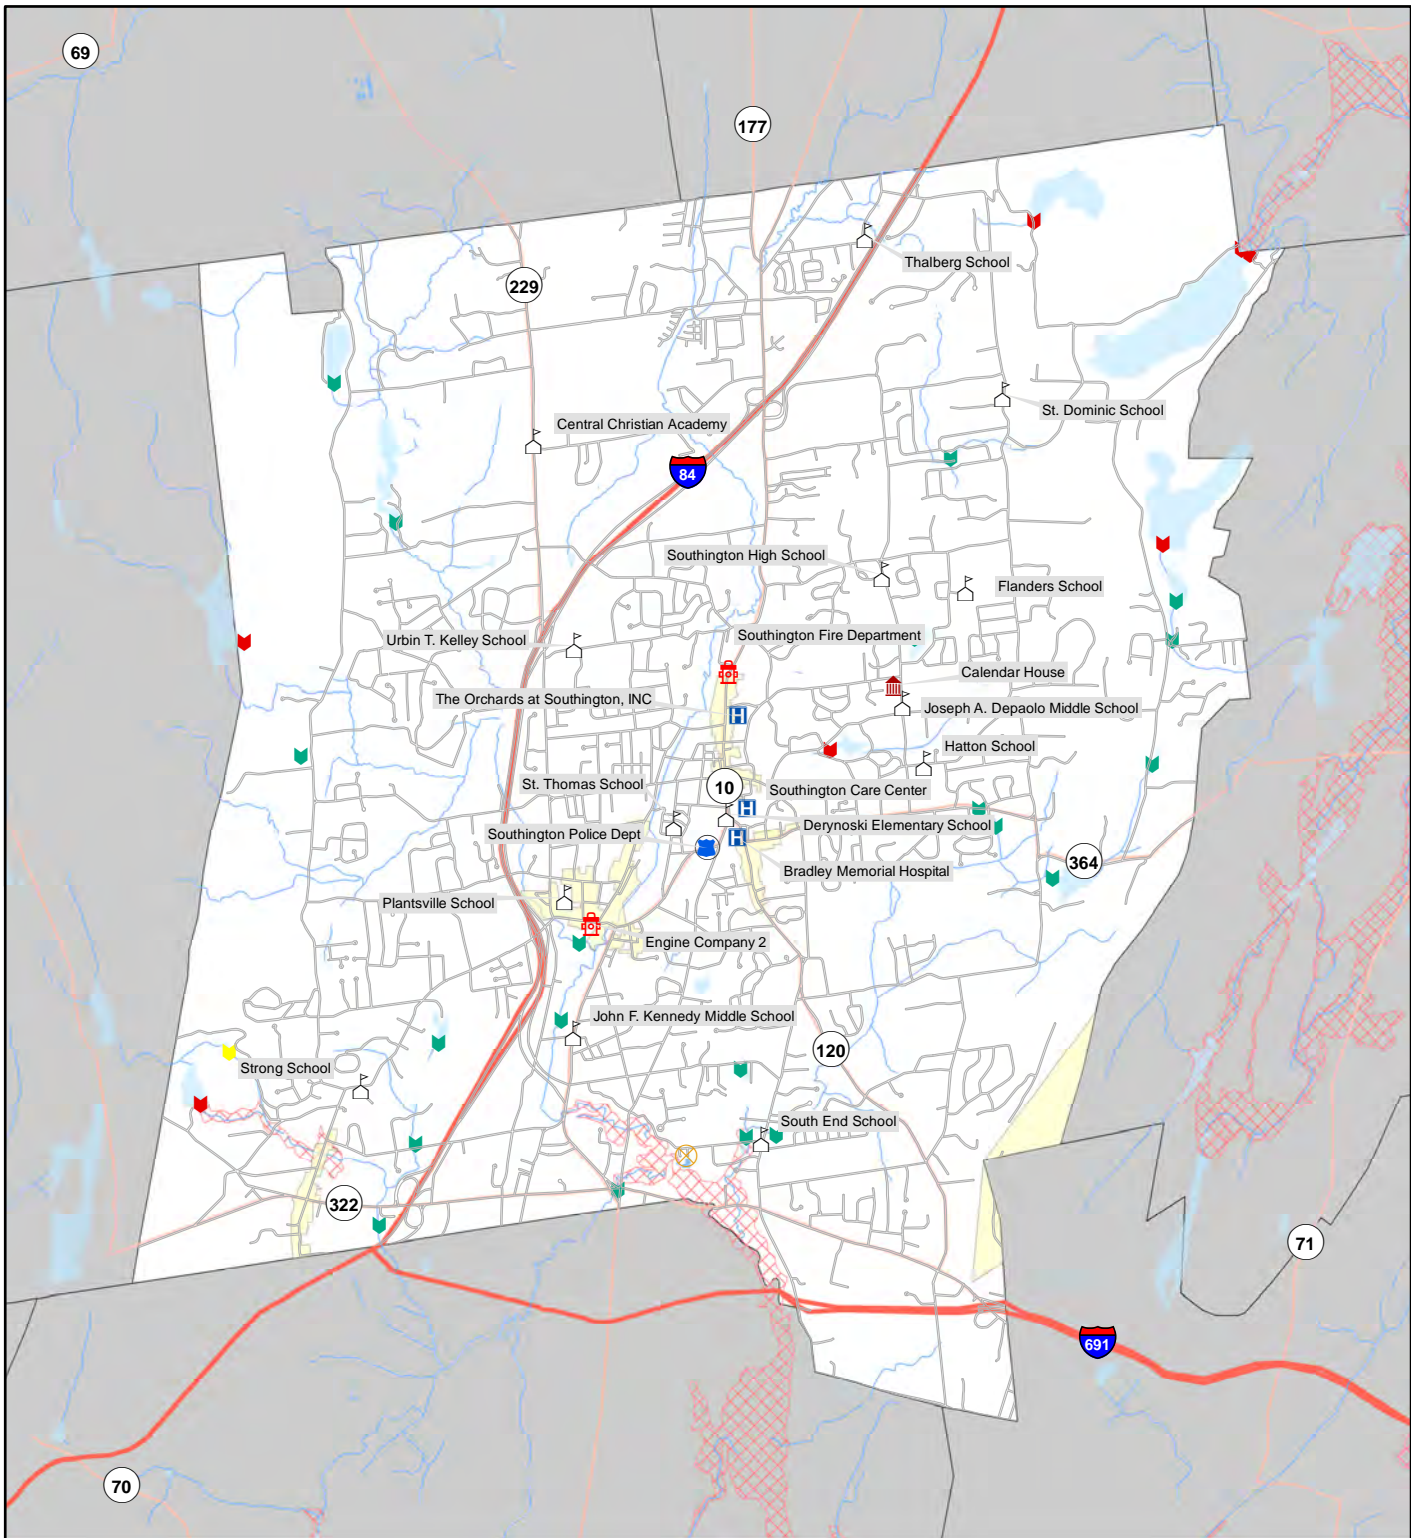 69
177
Thalberg School
229
St. Dominic School
Central Christian Academy
84
Southington High School
Flanders School
Urbin T. Kelley School
Southington Fire Department
Calendar House
The Orchards at Southington, INC
Joseph A. Depaolo Middle School
Hatton School
St. Thomas School
10
Southington Care Center
Southington Police Dept
Derynoski Elementary School
364
Bradley Memorial Hospital
Plantsville School
Engine Company 2
John F. Kennedy Middle School
120
Strong School
South End School
322
71
691
70
H
H
H